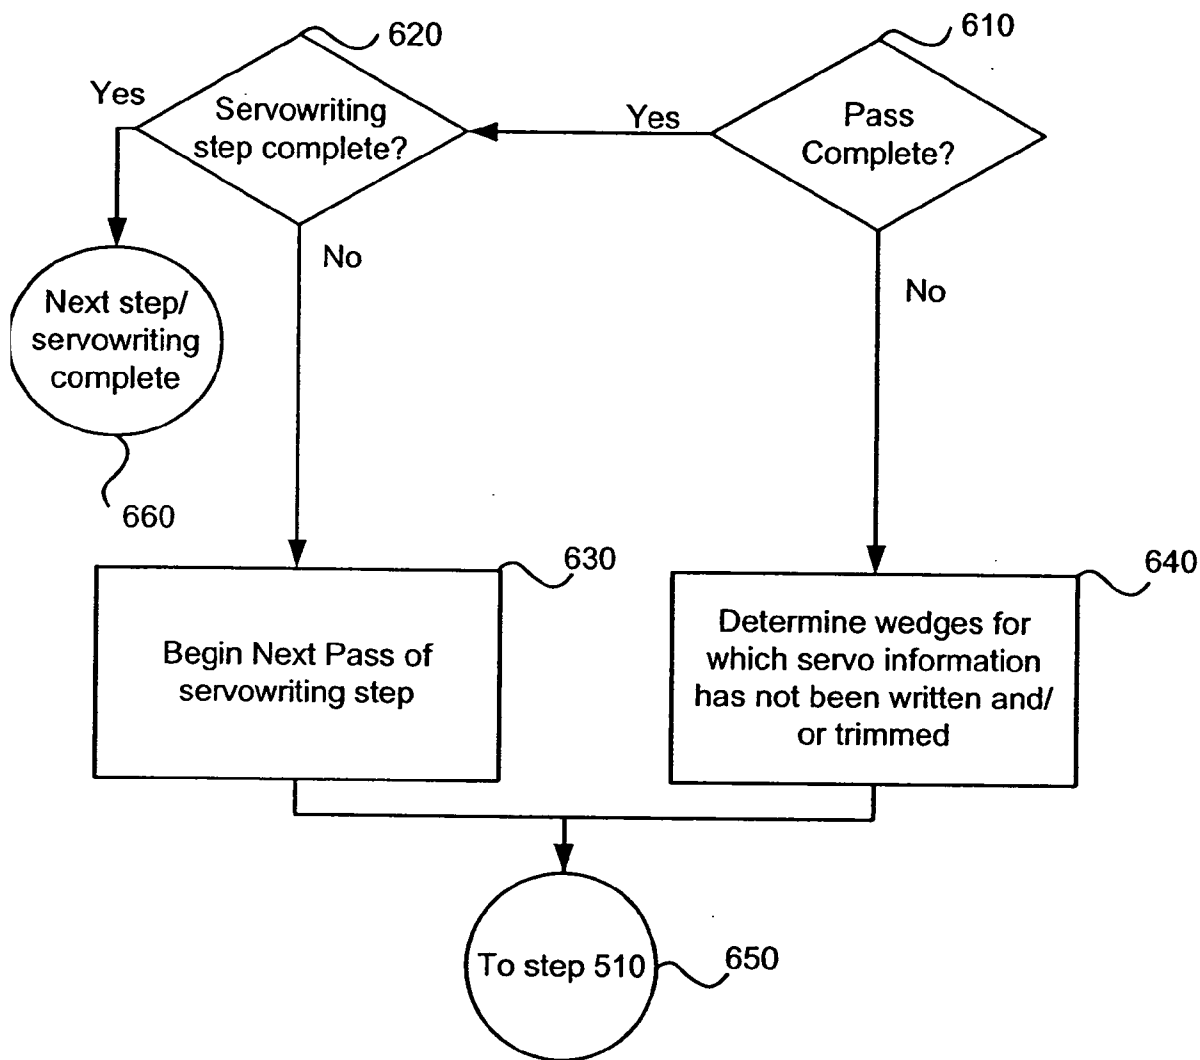 620
610
Yes
Servowriting
step complete?
Yes
Pass
Complete?
No
No
Next step/
servowriting
complete
660
630
640
Begin Next Pass of
servowriting step
Determine wedges for
which servo information
has not been written and/
or trimmed
To step 510
650